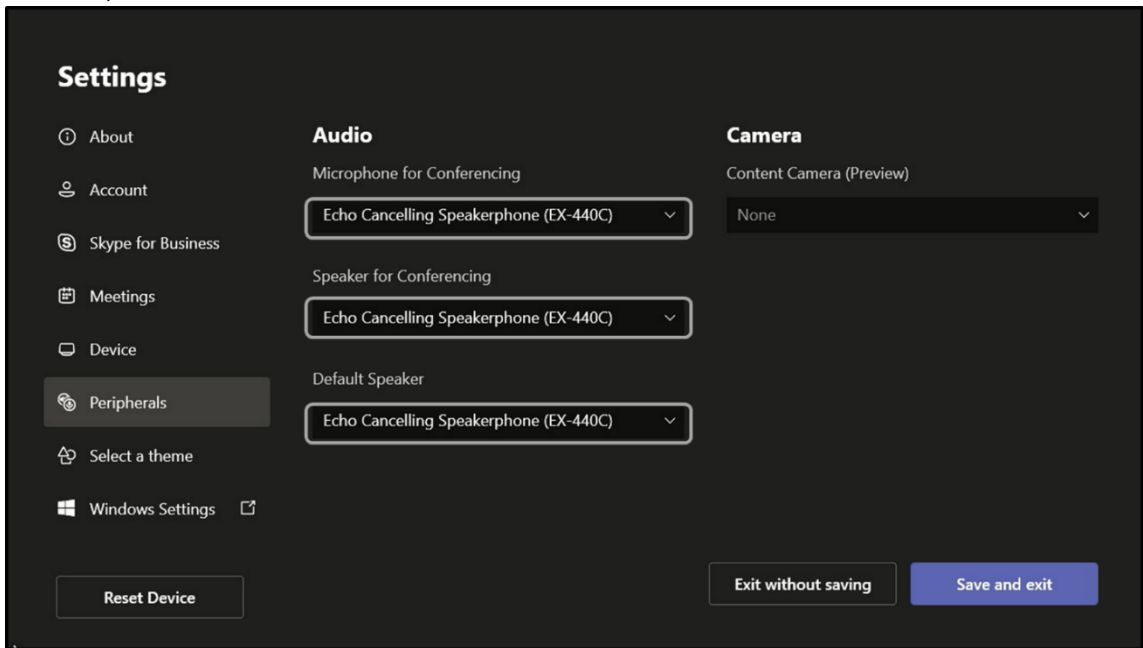 Settings
About
Account
Skype for Business
Meetings
Device
Peripherals
Select a theme
Windows Settings
Reset Device
Audio
Microphone for Conferencing
Echo Cancelling Speakerphone (EX-440C)
Speaker for Conferencing
Echo Cancelling Speakerphone (EX-440C)
Default Speaker
Echo Cancelling Speakerphone (EX-440C)
Camera
Content Camera (Preview)
None
Exit without saving
Save and exit